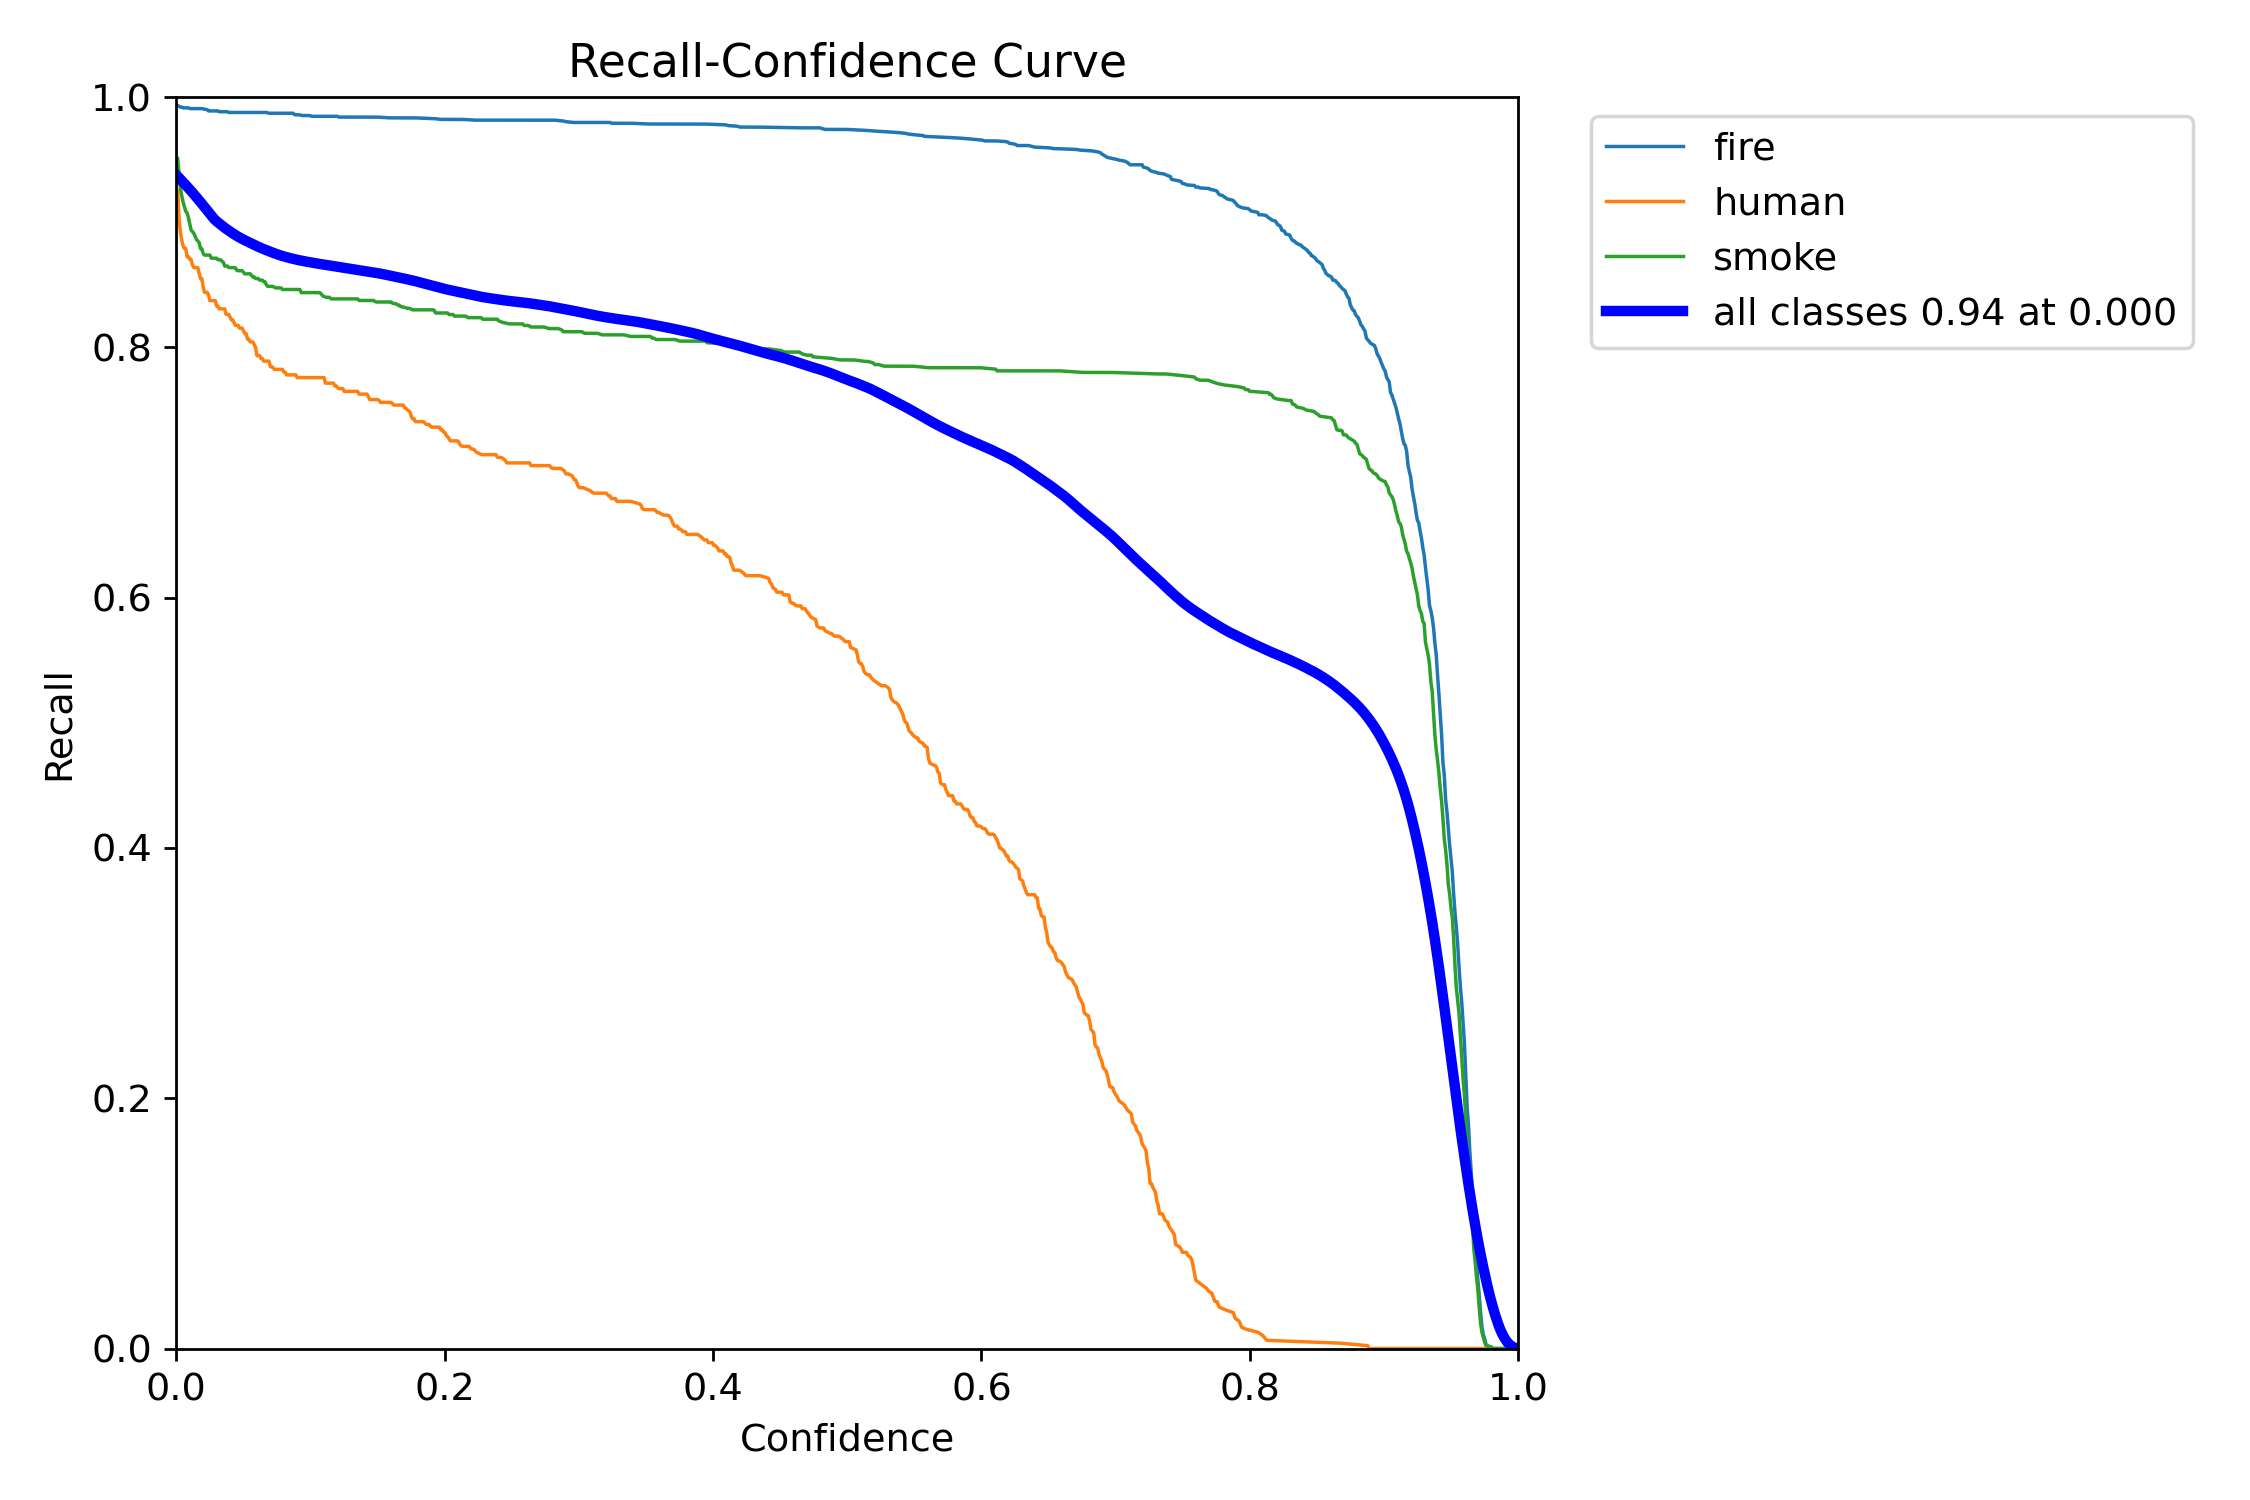 Recall-Confidence Curve
1.0
0.8
0.6
0.4
0.2
0.0
Recall
0.0 0.2 0.4 0.6 0.8 1.0
Confidence
fire
human
smoke
all classes 0.94 at 0.000